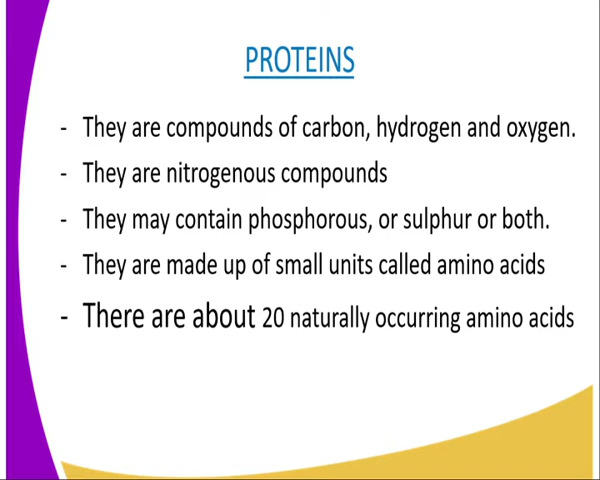 PROTEINS
- They are compounds of carbon, hydrogen and oxygen.
- They are nitrogenous compounds
- They may contain phosphorous, or sulphur or both.
- They are made up of small units called amino acids
- There are about 20 naturally occurring amino acids